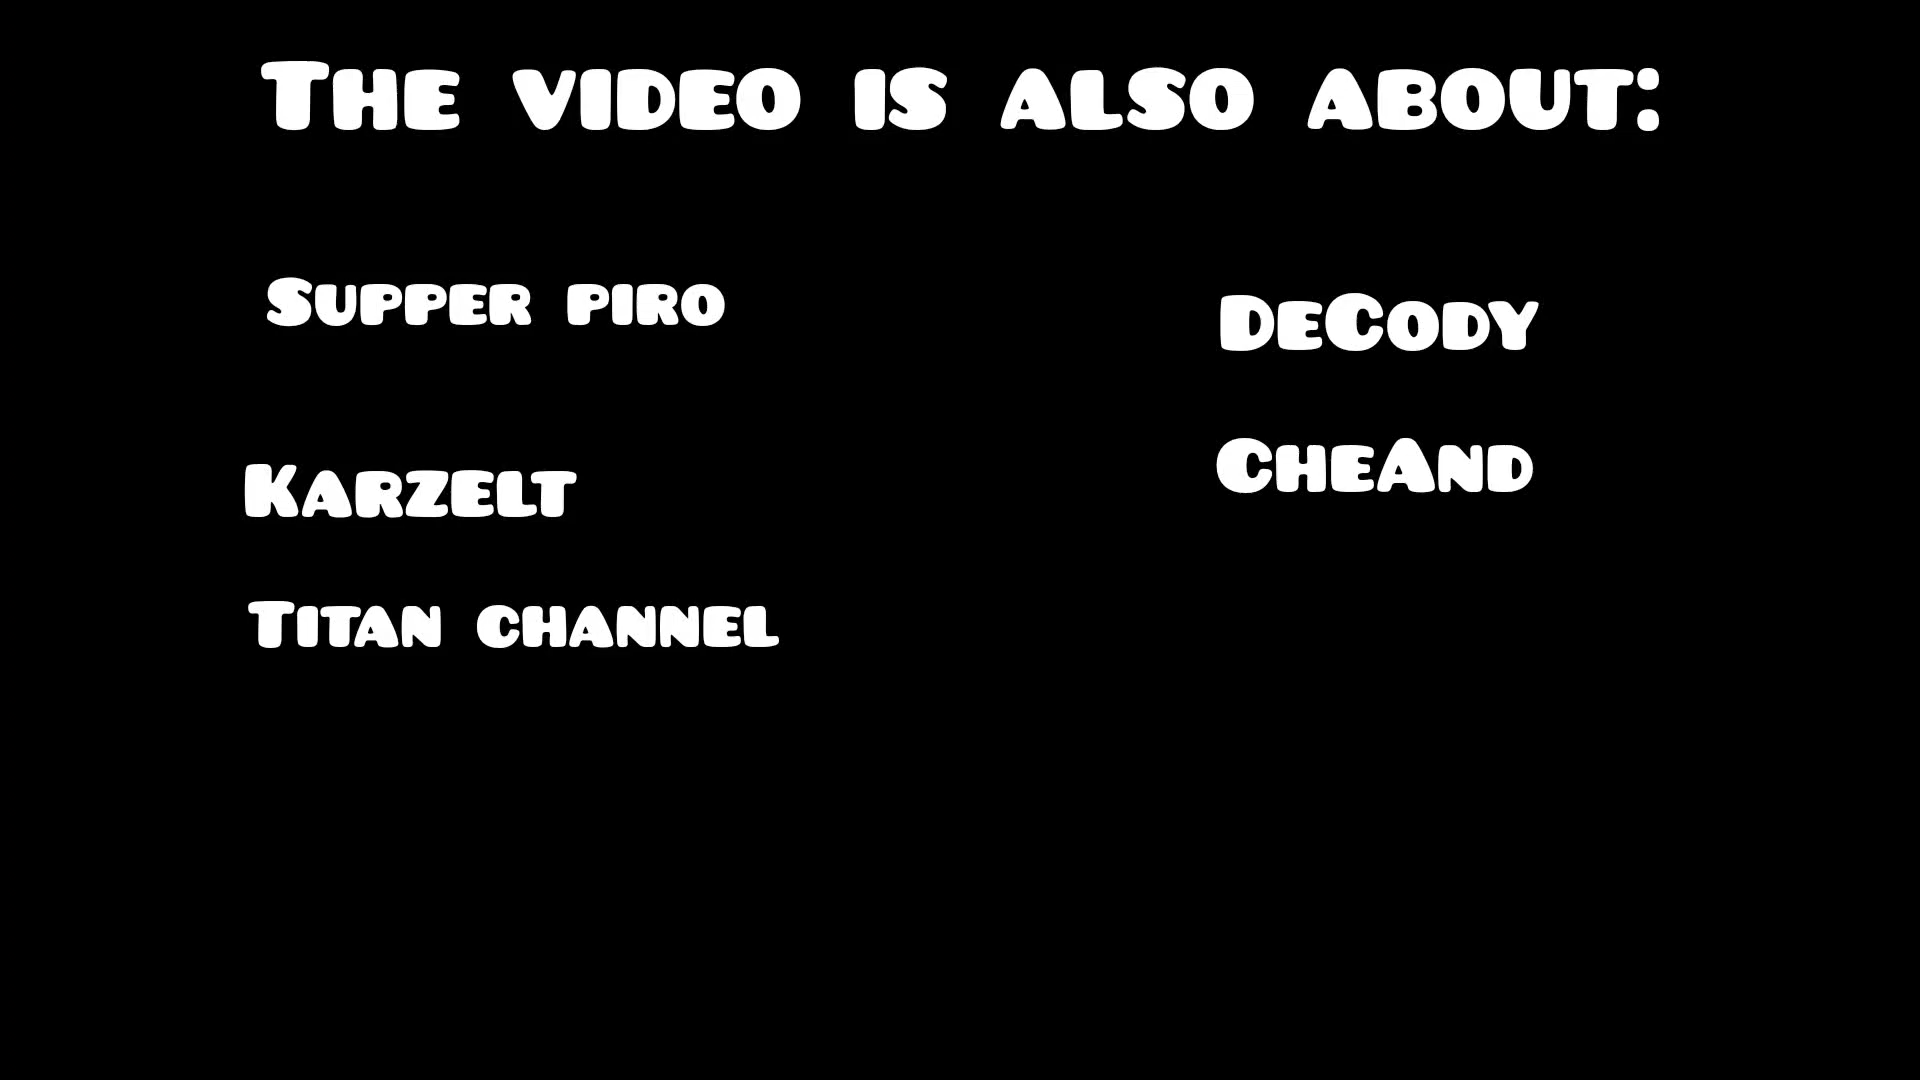 The video is also about:
Supper piro
Karzelt
Titan channel
DeCody
CheAnd